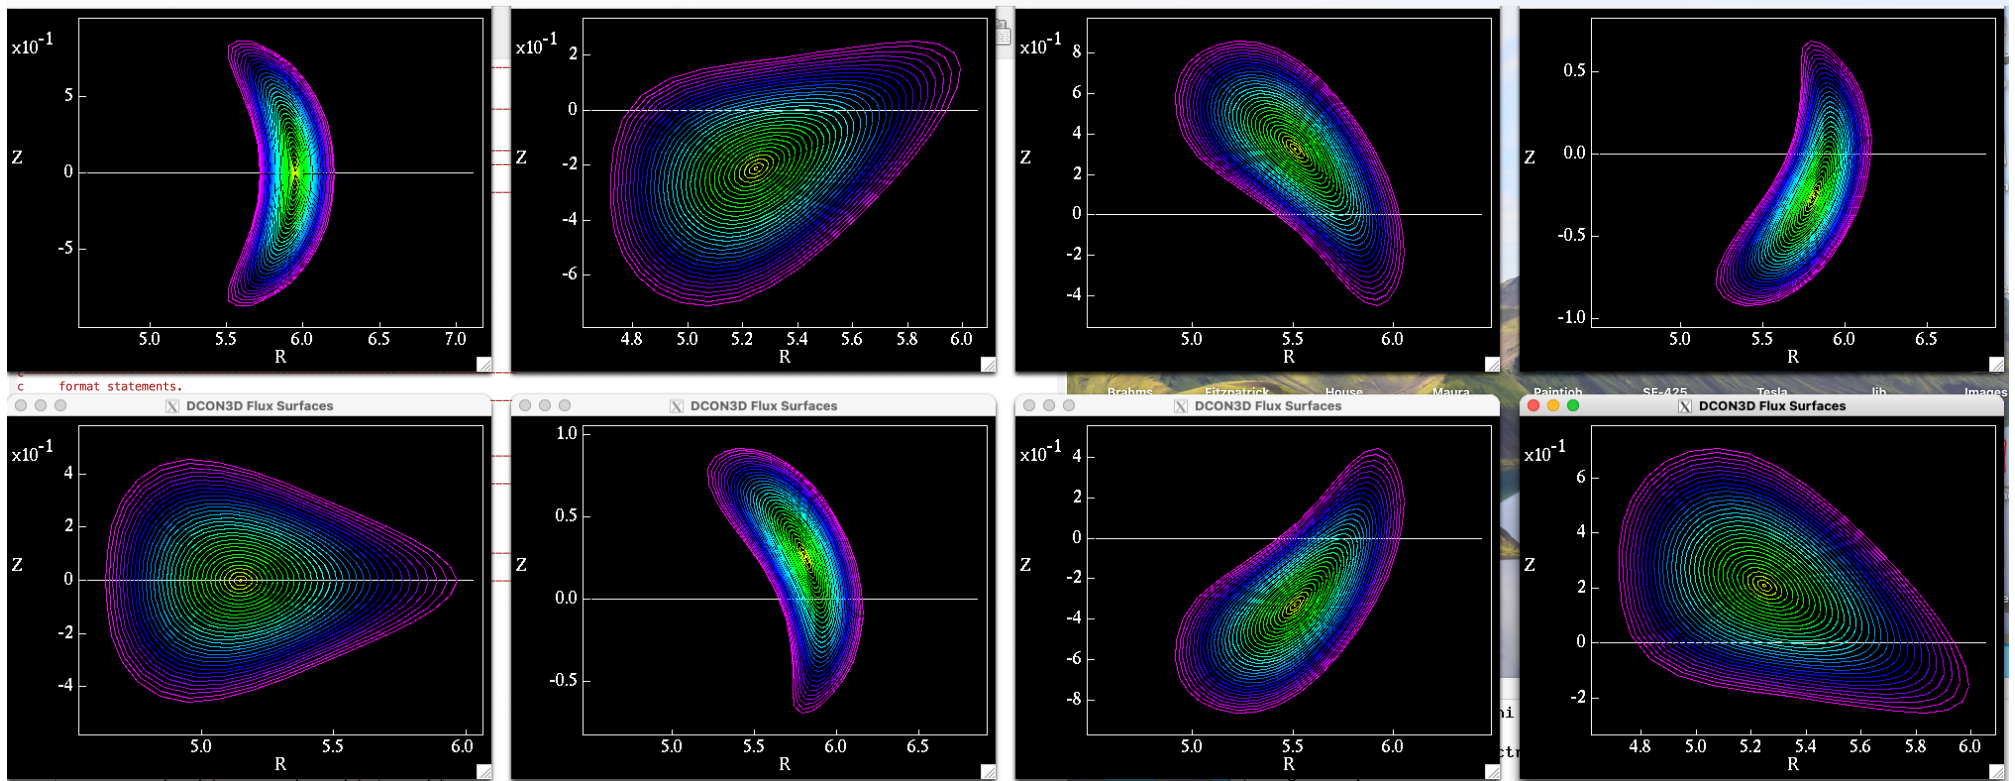 x10⁻¹
5
0
-5
Z
5.0 5.5 6.0 6.5 7.0
R
x10⁻¹
2
0
-2
-4
-6
Z
4.8 5.0 5.2 5.4 5.6 5.8 6.0
R
x10⁻¹
8
6
4
2
0
-2
-4
Z
5.0 5.5 6.0
R
0.5
0.0
-0.5
-1.0
Z
5.0 5.5 6.0 6.5
R
c
c format statements.
Brahms Fitzpatrick House Maura Paintjob SF-425 Tesla lib Images
DCON3D Flux Surfaces
x10⁻¹
4
2
0
-2
-4
Z
5.0 5.5 6.0
R
DCON3D Flux Surfaces
1.0
0.5
0.0
-0.5
Z
5.0 5.5 6.0 6.5
R
DCON3D Flux Surfaces
x10⁻¹
4
2
0
-2
-4
-6
-8
Z
5.0 5.5 6.0
R
DCON3D Flux Surfaces
x10⁻¹
6
4
2
0
-2
Z
4.8 5.0 5.2 5.4 5.6 5.8 6.0
R